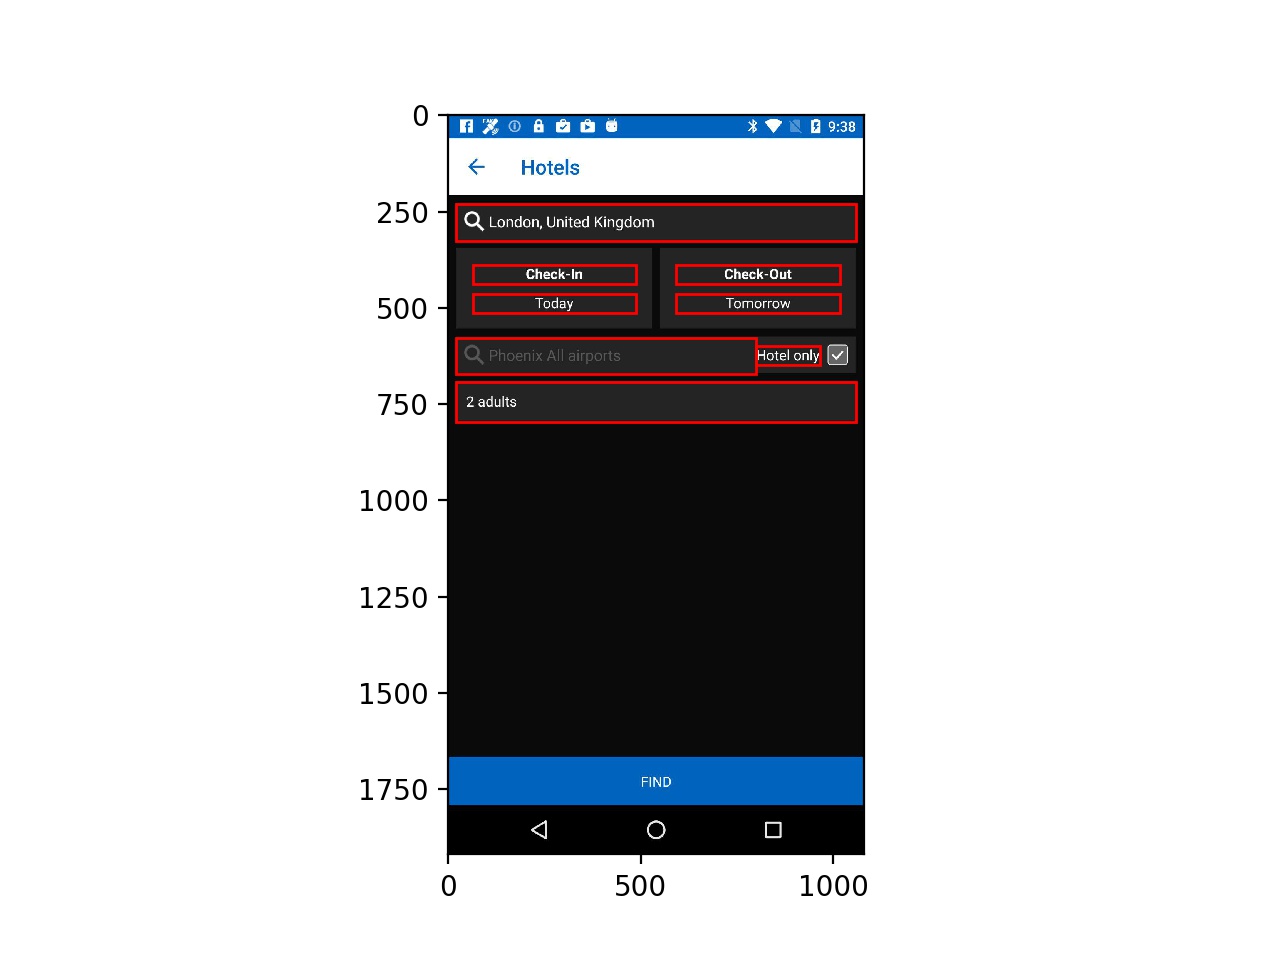 0
250
500
750
1000
1250
1500
1750
9:38
Hotels
London, United Kingdom
Check-In
Check-Out
Today
Tomorrow
Phoenix All airports
Hotel only
2 adults
FIND
0
500
1000